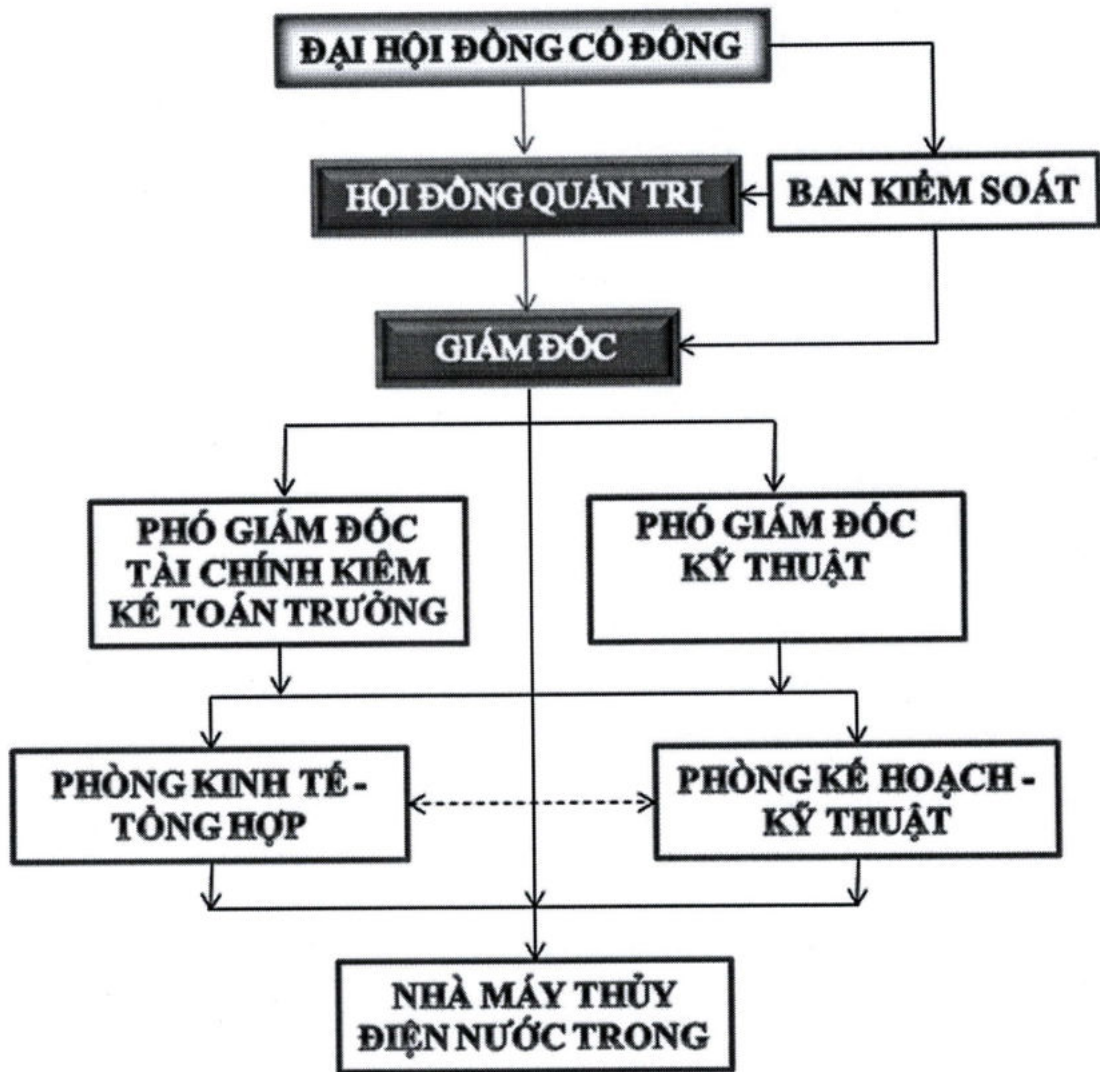 ĐẠI HỘI ĐỒNG CỔ ĐÔNG
HỘI ĐỒNG QUẢN TRỊ
BAN KIỂM SOÁT
GIÁM ĐỐC
PHÓ GIÁM ĐỐC
TÀI CHÍNH KIÊM
KẾ TOÁN TRƯỞNG
PHÓ GIÁM ĐỐC
KỸ THUẬT
PHÒNG KINH TẾ -
TỔNG HỢP
PHÒNG KẾ HOẠCH -
KỸ THUẬT
NHÀ MÁY THỦY
ĐIỆN NƯỚC TRONG